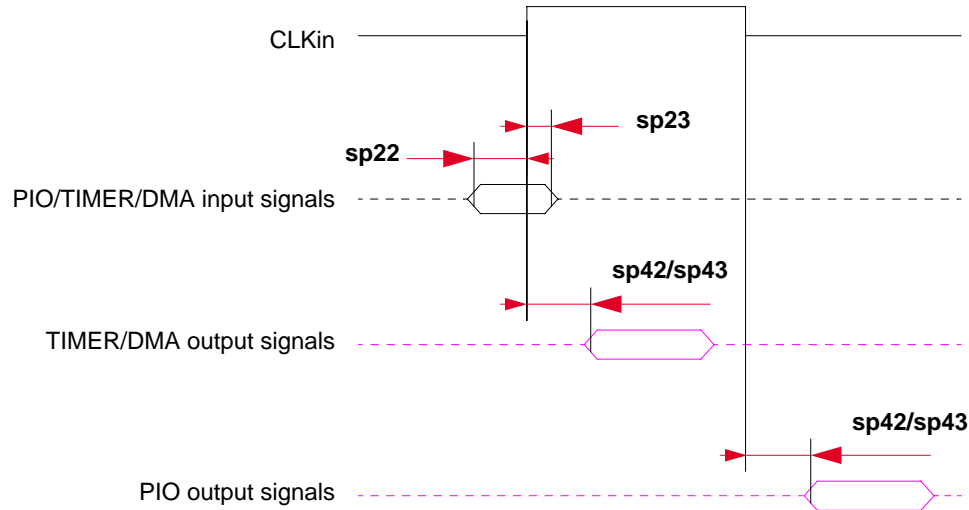 CLKin
sp23
sp22
PIO/TIMER/DMA input signals
sp42/sp43
TIMER/DMA output signals
sp42/sp43
PIO output signals